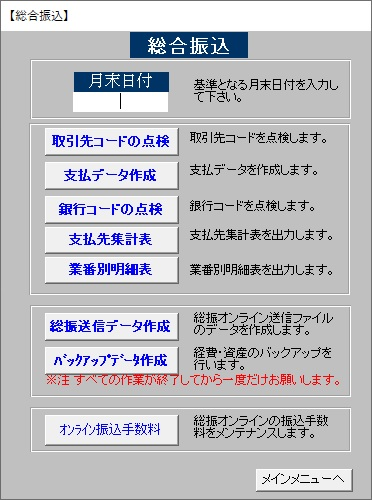 【総合振込】
総合振込
月末日付
基準となる月末日付を入力し
て下さい。
取引先コードの点検
取引先コードを点検します。
支払データ作成
支払データを作成します。
銀行コードの点検
銀行コードを点検します。
支払先集計表
支払先集計表を出力します。
業番別明細表
業番別明細表を出力します。
総振送信データ作成
総振オンライン送信ファイル
のデータを作成します。
ﾊﾞｯｸｱｯﾌﾟﾃﾞｰﾀ作成
経費・資産のバックアップを
行います。
※注 すべての作業が終了してから一度だけお願いします。
オンライン振込手数料
総振オンラインの振込手数
料をメンテナンスします。
メインメニューへ